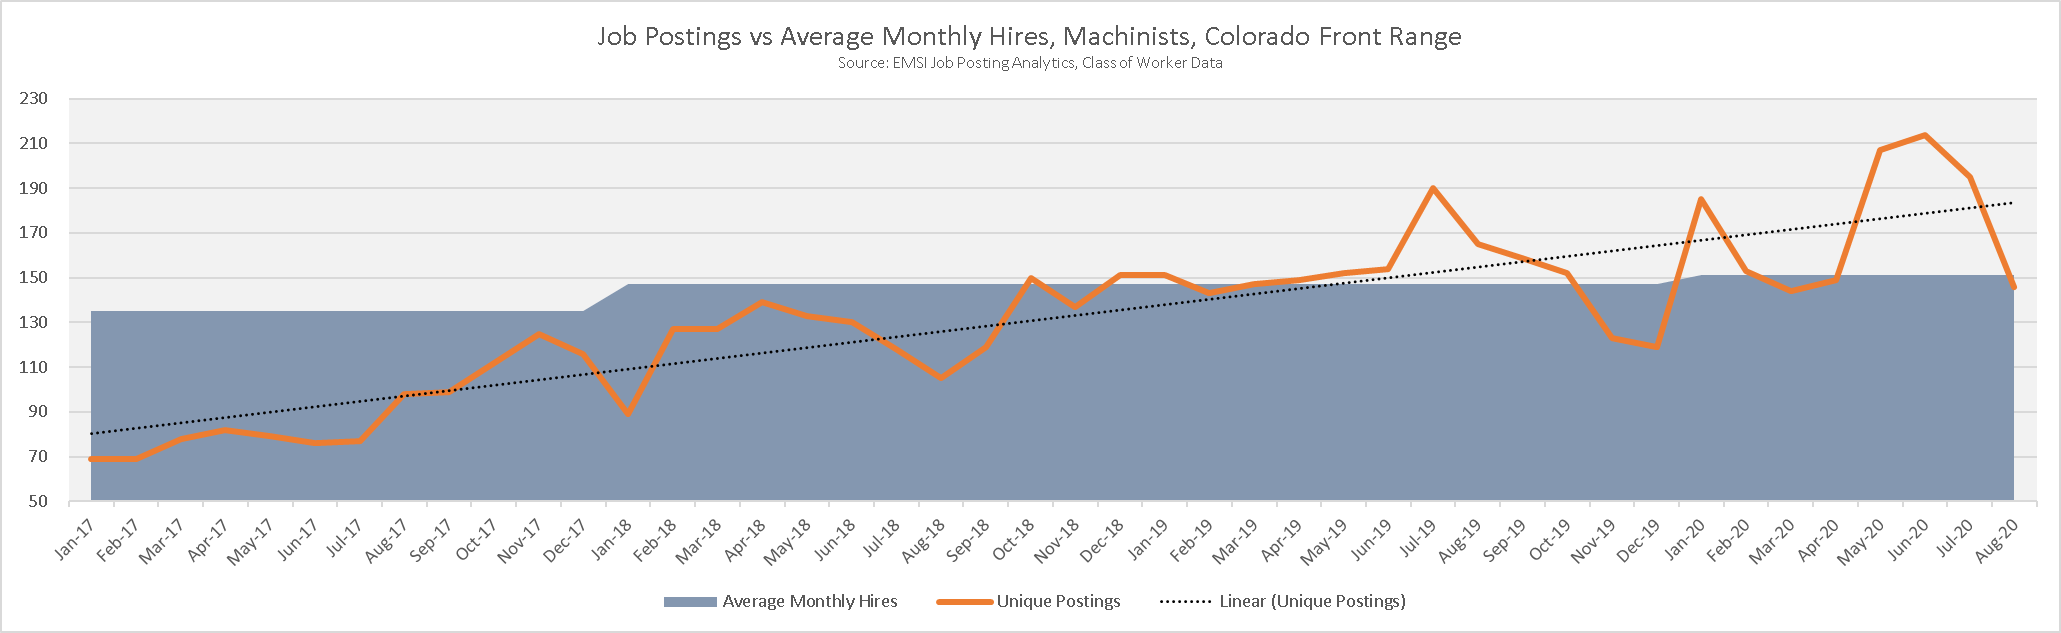 Job Postings vs Average Monthly Hires, Machinists, Colorado Front Range
Source: EMSI Job Posting Analytics, Class of Worker Data
230
210
190
170
150
130
110
90
70
50
Jan-17
Feb-17
Mar-17
Apr-17
May-17
Jun-17
Jul-17
Aug-17
Sep-17
Oct-17
Nov-17
Dec-17
Jan-18
Feb-18
Mar-18
Apr-18
May-18
Jun-18
Jul-18
Aug-18
Sep-18
Oct-18
Nov-18
Dec-18
Jan-19
Feb-19
Mar-19
Apr-19
May-19
Jun-19
Jul-19
Aug-19
Sep-19
Oct-19
Nov-19
Dec-19
Jan-20
Feb-20
Mar-20
Apr-20
May-20
Jun-20
Jul-20
Aug-20
Average Monthly Hires
Unique Postings
Linear (Unique Postings)